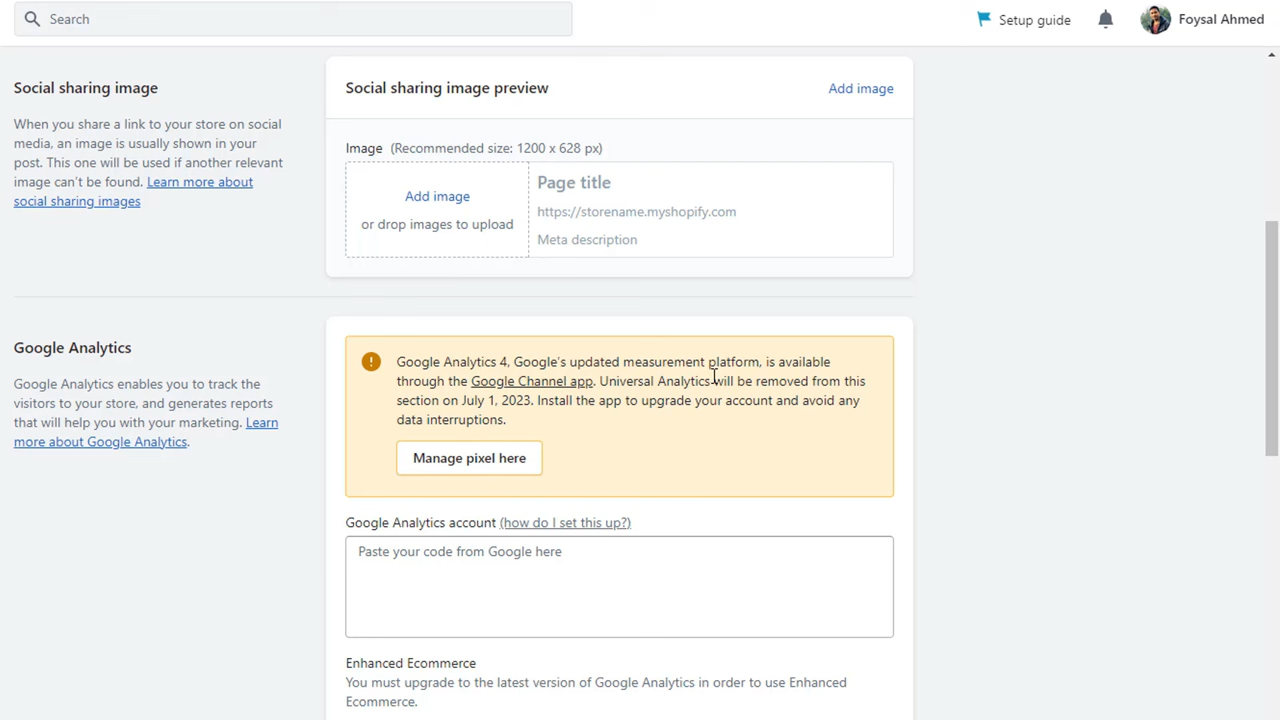 Search
Setup guide
Foysal Ahmed
Social sharing image
When you share a link to your store on social
media, an image is usually shown in your
post. This one will be used if another relevant
image can't be found. Learn more about
social sharing images
Social sharing image preview
Add image
Image (Recommended size: 1200 x 628 px)
Add image
or drop images to upload
Page title
https://storename.myshopify.com
Meta description
Google Analytics
Google Analytics enables you to track the
visitors to your store, and generates reports
that will help you with your marketing. Learn
more about Google Analytics.
Google Analytics 4, Google's updated measurement platform, is available
through the Google Channel app. Universal Analytics will be removed from this
section on July 1, 2023. Install the app to upgrade your account and avoid any
data interruptions.
Manage pixel here
Google Analytics account (how do I set this up?)
Paste your code from Google here
Enhanced Ecommerce
You must upgrade to the latest version of Google Analytics in order to use Enhanced
Ecommerce.